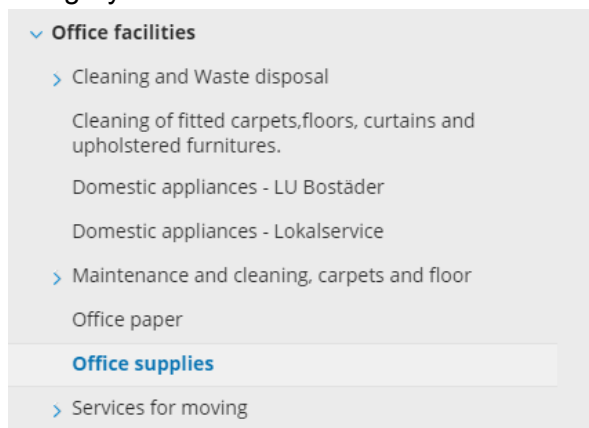 Office facilities
Cleaning and Waste disposal
Cleaning of fitted carpets,floors, curtains and
upholstered furnitures.
Domestic appliances - LU Bostäder
Domestic appliances - Lokalservice
Maintenance and cleaning, carpets and floor
Office paper
Office supplies
Services for moving